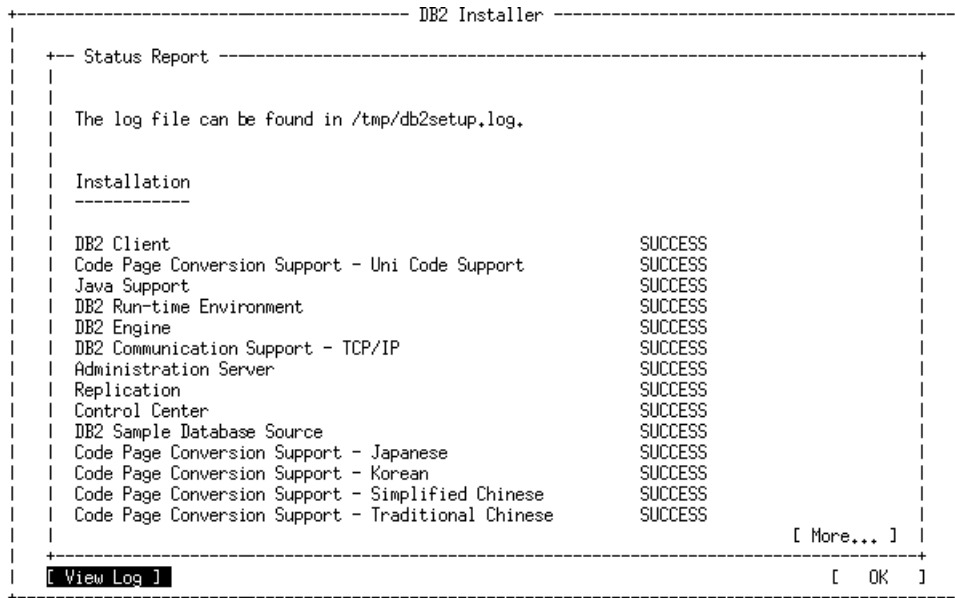 DB2 Installer
Status Report
The log file can be found in /tmp/db2setup.log.
Installation
------------
DB2 Client SUCCESS
Code Page Conversion Support - Uni Code Support SUCCESS
Java Support SUCCESS
DB2 Run-time Environment SUCCESS
DB2 Engine SUCCESS
DB2 Communication Support - TCP/IP SUCCESS
Administration Server SUCCESS
Replication SUCCESS
Control Center SUCCESS
DB2 Sample Database Source SUCCESS
Code Page Conversion Support - Japanese SUCCESS
Code Page Conversion Support - Korean SUCCESS
Code Page Conversion Support - Simplified Chinese SUCCESS
Code Page Conversion Support - Traditional Chinese SUCCESS
[ More... ]
[ View Log ] [ OK ]